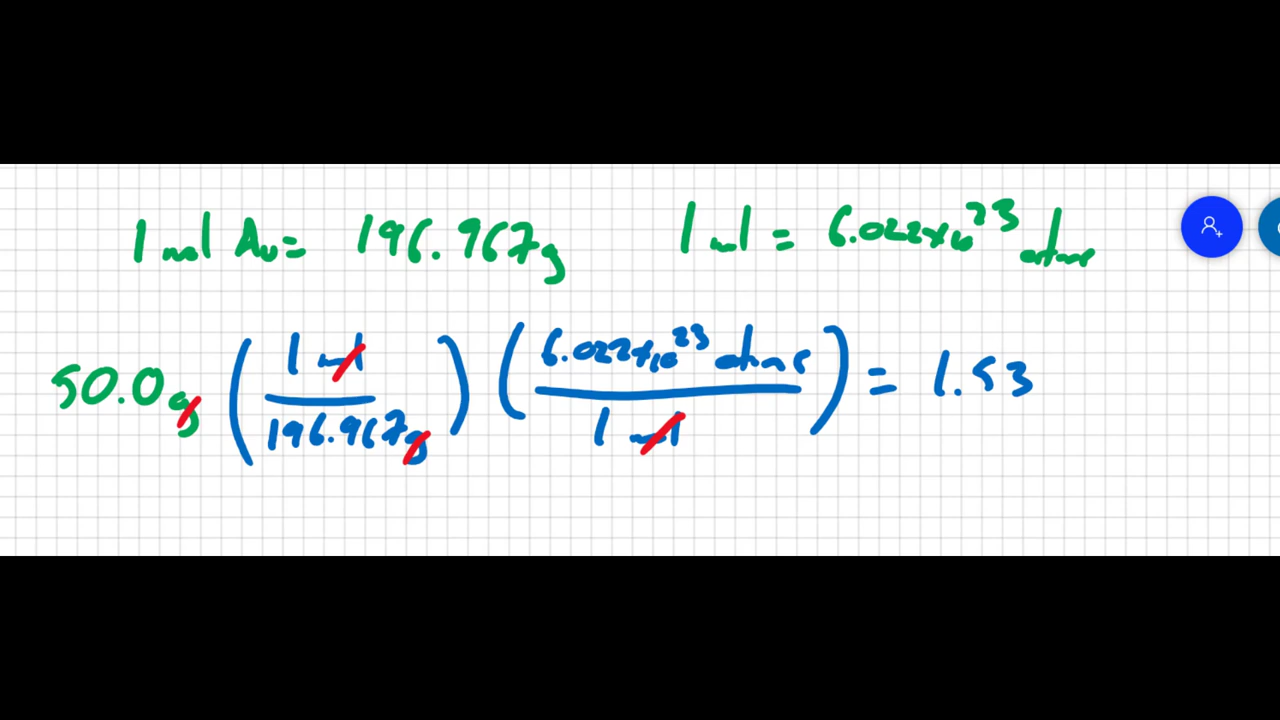 1 mol Au = 196.967g 1 mol = 6.022x10^23 atoms
50.0g (1 mol / 196.967g) (6.022x10^23 atoms / 1 mol) = 1.53